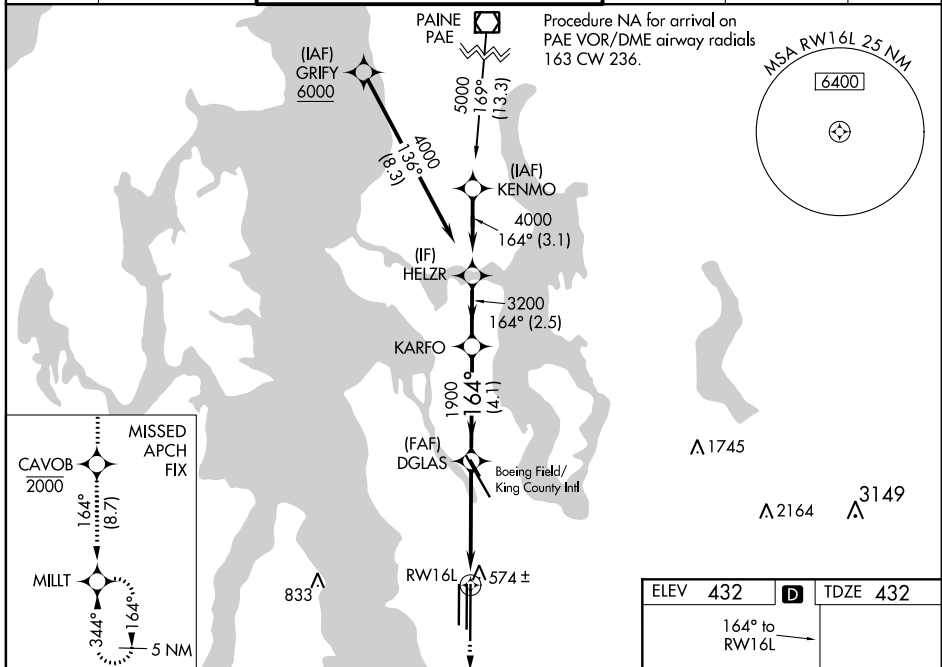 PAINE
PAE
Procedure NA for arrival on
PAE VOR/DME airway radials
163 CW 236.
MSA RW16L 25 NM
6400
(IAF)
GRIFY
6000
5000
169°
(13.3)
4000
136°
(8.3)
(IAF)
KENMO
4000
164° (3.1)
(IF)
HELZR
3200
164° (2.5)
KARFO
1900
164°
(4.1)
(FAF)
DGLAS
Boeing Field/
King County Intl
1745
2164
3149
MISSED
APCH
FIX
CAVOB
2000
164°
(8.7)
MILLT
344°
164°
5 NM
833
RW16L
574 ±
ELEV 432
D
TDZE 432
164° to
RW16L